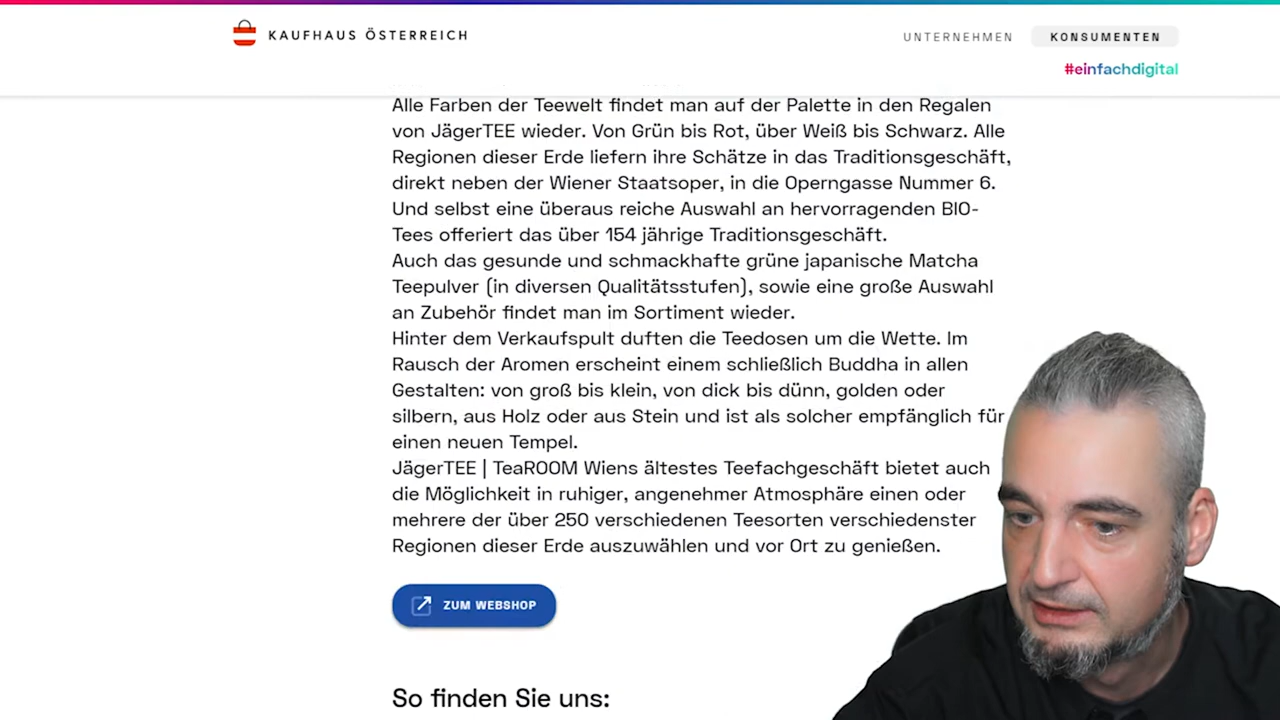 KAUFHAUS ÖSTERREICH
UNTERNEHMEN
KONSUMENTEN
#einfachdigital
Alle Farben der Teewelt findet man auf der Palette in den Regalen
von JägerTEE wieder. Von Grün bis Rot, über Weiß bis Schwarz. Alle
Regionen dieser Erde liefern ihre Schätze in das Traditionsgeschäft,
direkt neben der Wiener Staatsoper, in die Operngasse Nummer 6.
Und selbst eine überaus reiche Auswahl an hervorragenden BIO-
Tees offeriert das über 154 jährige Traditionsgeschäft.
Auch das gesunde und schmackhafte grüne japanische Matcha
Teepulver (in diversen Qualitätsstufen), sowie eine große Auswahl
an Zubehör findet man im Sortiment wieder.
Hinter dem Verkaufspult duften die Teedosen um die Wette. Im
Rausch der Aromen erscheint einem schließlich Buddha in allen
Gestalten: von groß bis klein, von dick bis dünn, golden oder
silbern, aus Holz oder aus Stein und ist als solcher empfänglich für
einen neuen Tempel.
JägerTEE | TeaROOM Wiens ältestes Teefachgeschäft bietet auch
die Möglichkeit in ruhiger, angenehmer Atmosphäre einen oder
mehrere der über 250 verschiedenen Teesorten verschiedenster
Regionen dieser Erde auszuwählen und vor Ort zu genießen.
ZUM WEBSHOP
So finden Sie uns: